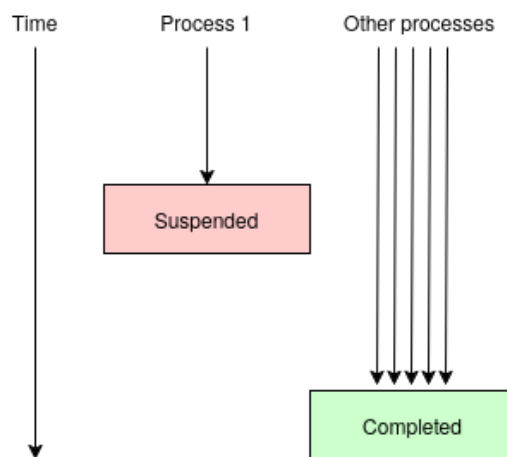 Time
Process 1
Other processes
Suspended
Completed